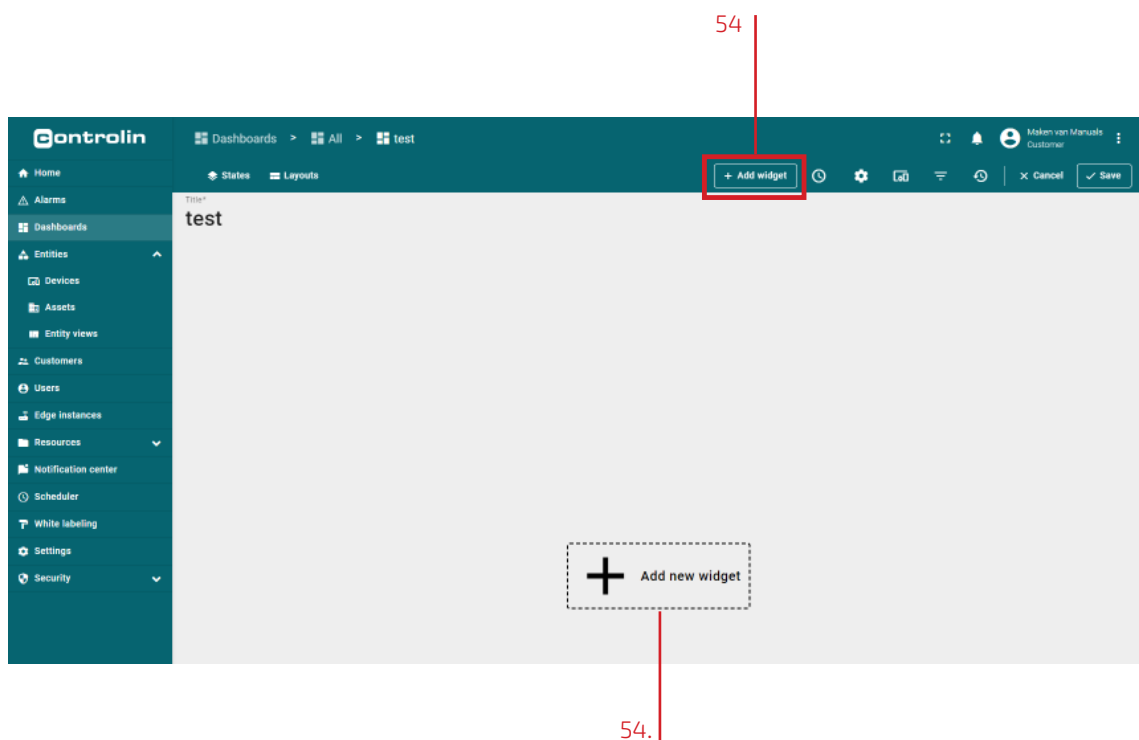 54
controlin
Dashboards > All > test
Maken van Manuals
Customer
Home
States Layouts + Add widget Cancel Save
Alarms
Title*
test
Dashboards
Entities
Devices
Assets
Entity views
Customers
Users
Edge instances
Resources
Notification center
Scheduler
White labeling
Settings
Security
Add new widget
54.